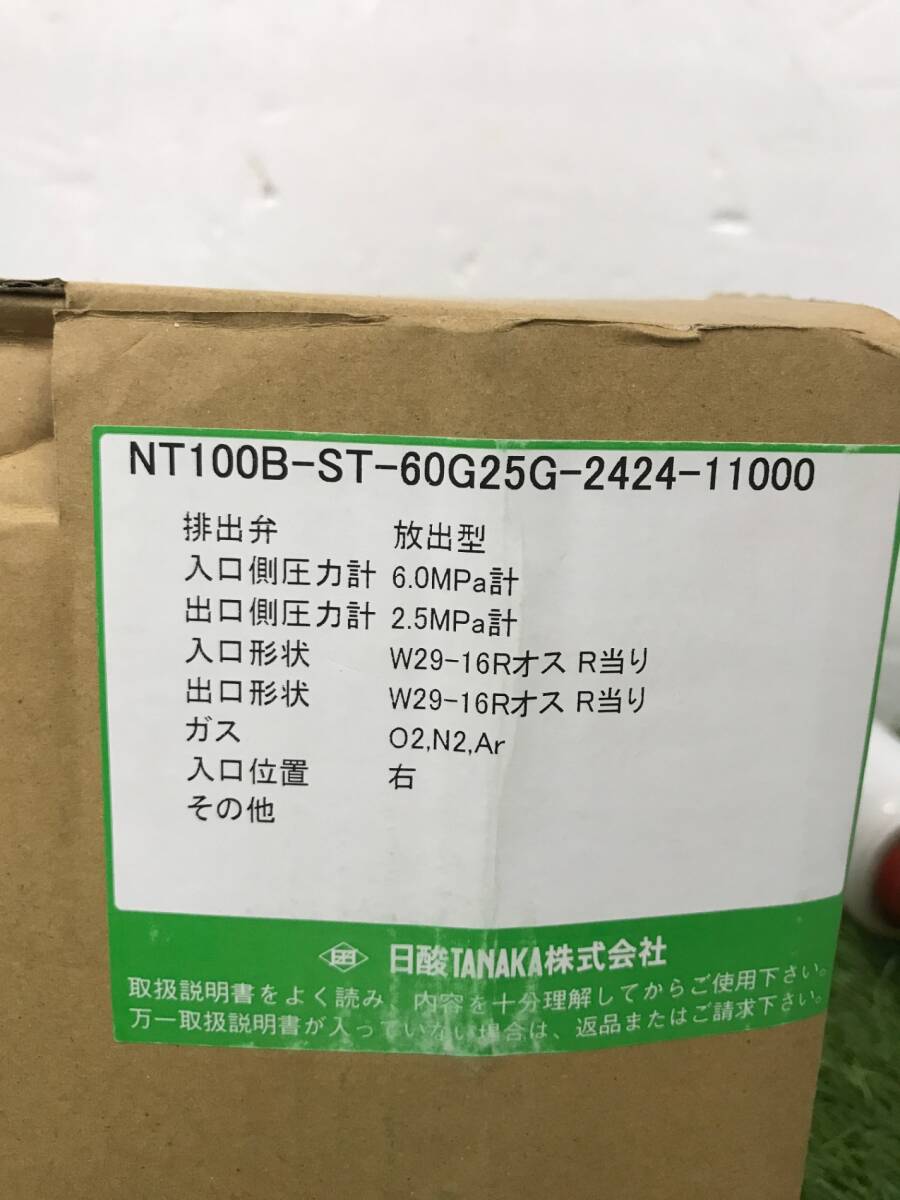 NT100B-ST-60G25G-2424-11000
排出弁 放出型
入口側圧力計 6.0MPa計
出口側圧力計 2.5MPa計
入口形状 W29-16Rオス R当り
出口形状 W29-16Rオス R当り
ガス O2,N2,Ar
入口位置 右
その他
日酸TANAKA株式会社
取扱説明書をよく読み、内容を十分理解してからご使用下さい。
万一取扱説明書が入っていない場合は、返品またはご請求下さい。